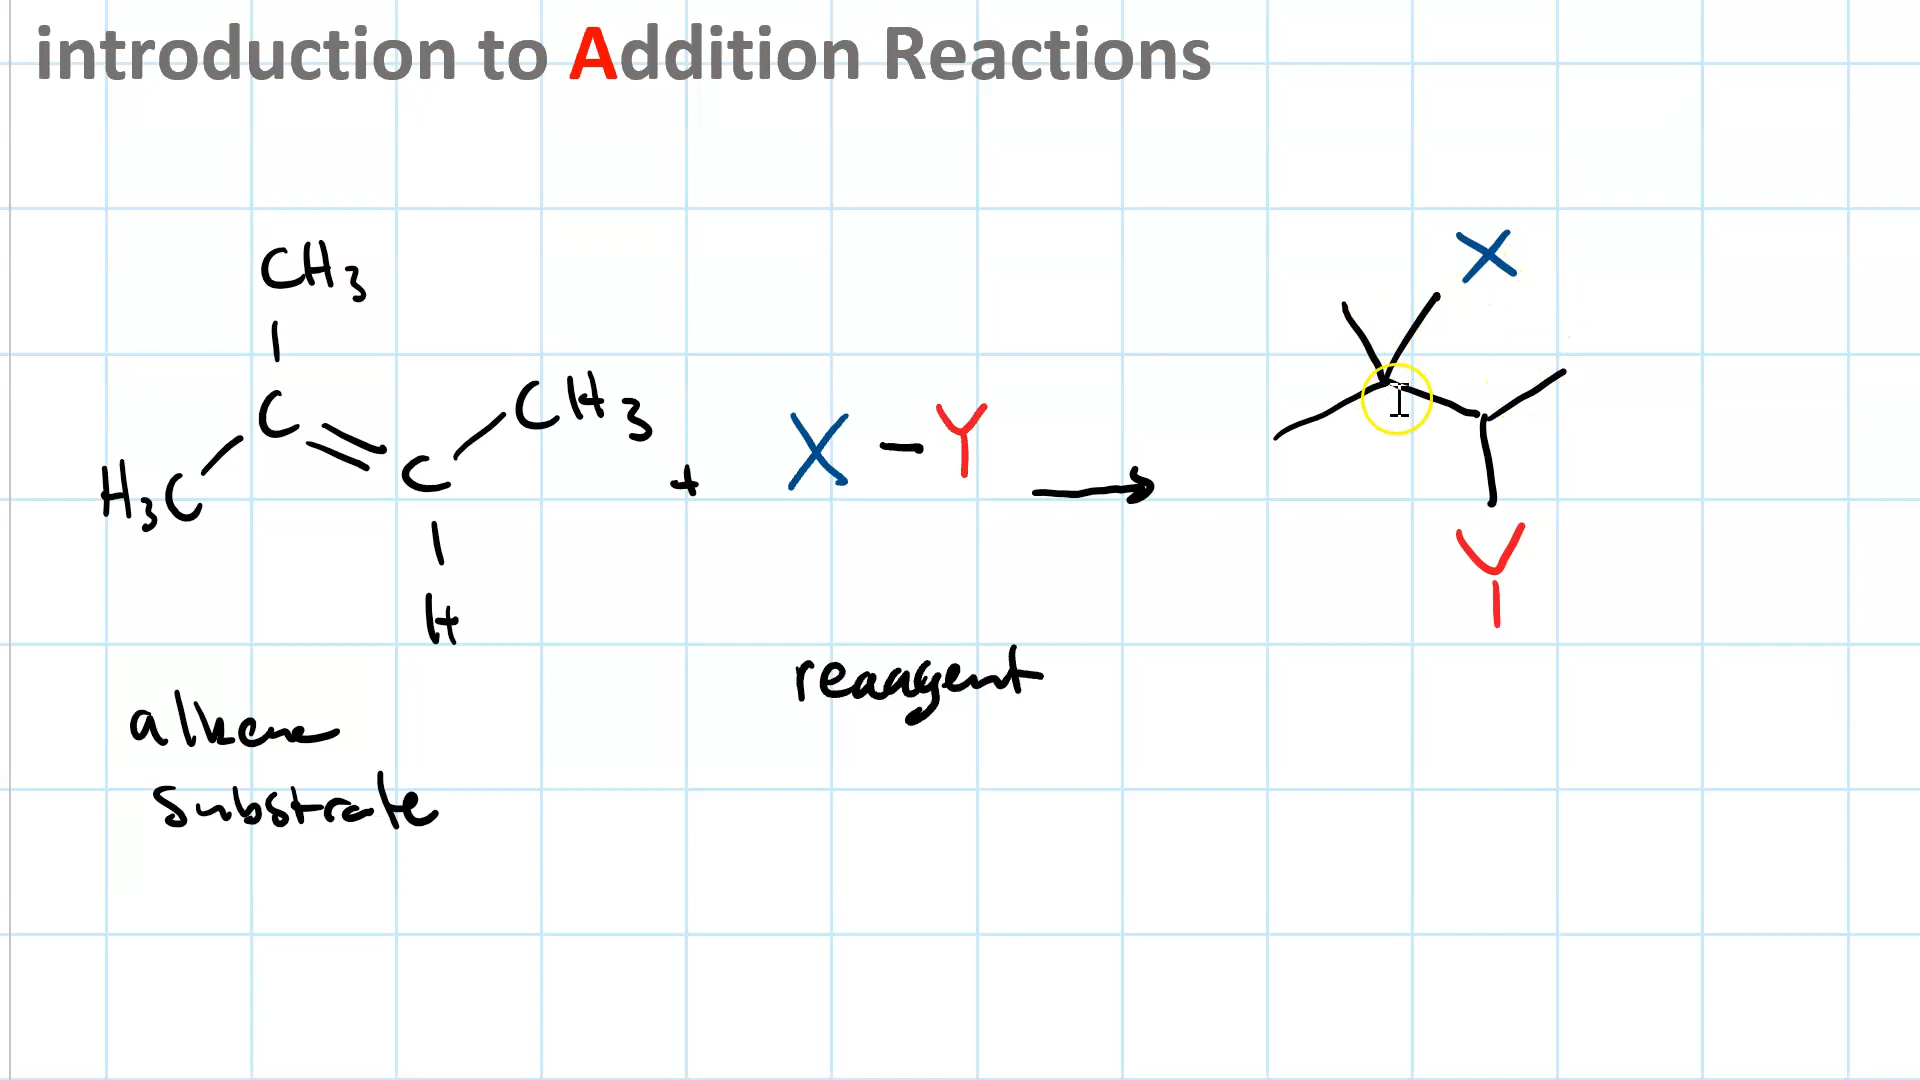 introduction to Addition Reactions
CH3
C
CH3
H3C
C
H
+
X - Y
X
Y
reaagent
alkene
substrate